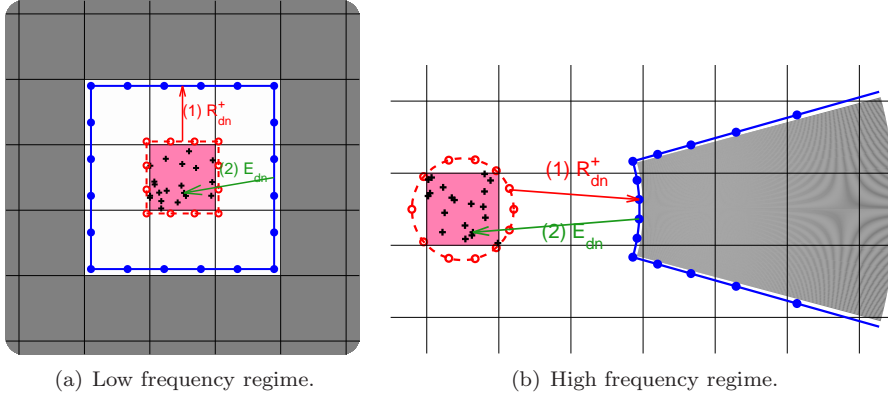 (1) R⁺dn
(2) Edn
(1) R⁺dn
(2) Edn
(a) Low frequency regime.
(b) High frequency regime.